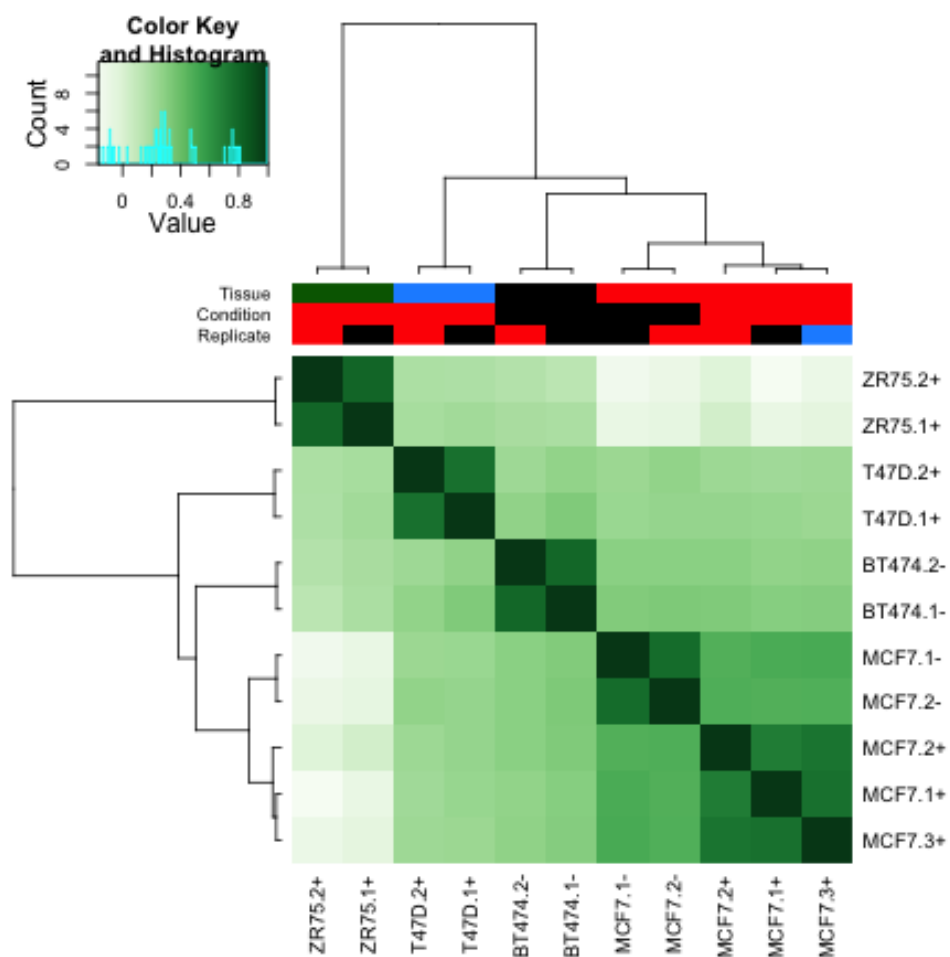 Color Key
and Histogram
Count
0 4 8
0 0.4 0.8
Value
Tissue
Condition
Replicate
ZR75.2+
ZR75.1+
T47D.2+
T47D.1+
BT474.2-
BT474.1-
MCF7.1-
MCF7.2-
MCF7.2+
MCF7.1+
MCF7.3+
ZR75.2+
ZR75.1+
T47D.2+
T47D.1+
BT474.2-
BT474.1-
MCF7.1-
MCF7.2-
MCF7.2+
MCF7.1+
MCF7.3+